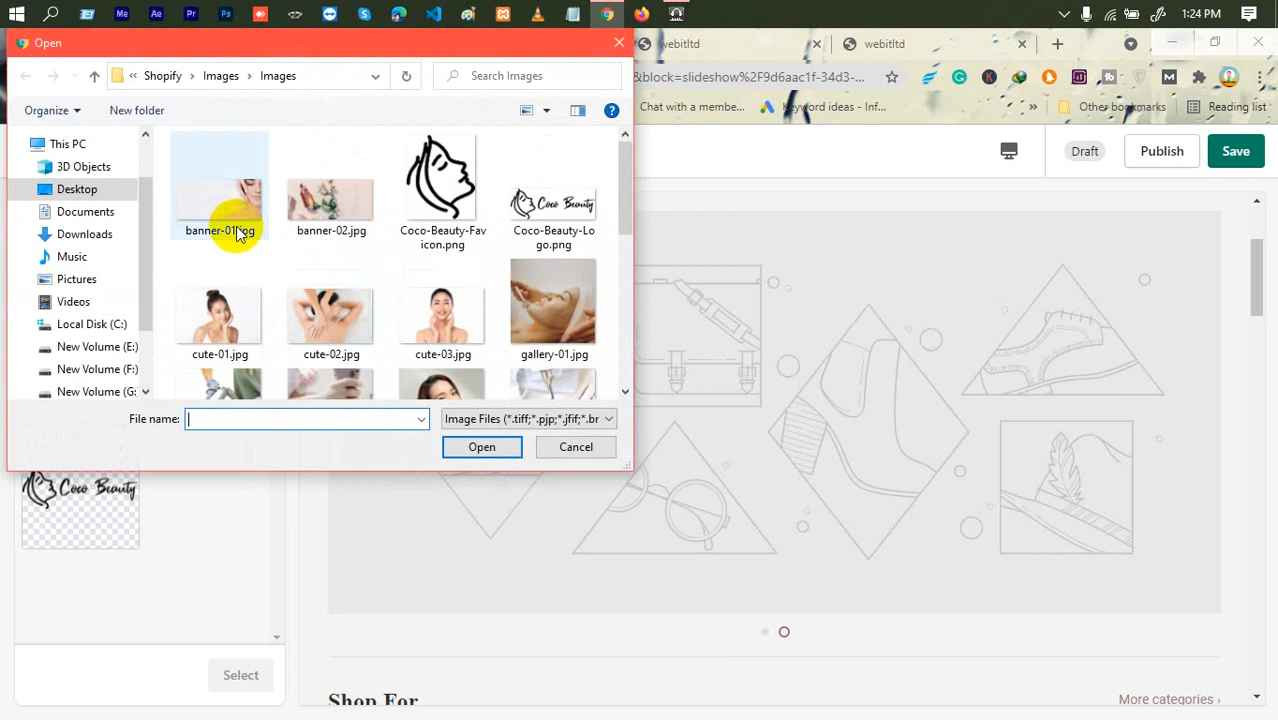 1:24 PM
Open
webitltd
webitltd
Shopify
Images
Images
Search Images
&block=slideshow%2F9d6aac1f-34d3-...
Organize
New folder
Chat with a membe...
Keyword ideas - Inf...
Other bookmarks
Reading list
This PC
3D Objects
Desktop
Documents
Downloads
Music
Pictures
Videos
Local Disk (C:)
New Volume (E:)
New Volume (F:)
New Volume (G:
banner-01.jpg
banner-02.jpg
Coco-Beauty-Fav
icon.png
Coco Beauty
Coco-Beauty-Lo
go.png
cute-01.jpg
cute-02.jpg
cute-03.jpg
gallery-01.jpg
File name:
Image Files (*.tiff;*.pjp;*.jfif;*.br
Open
Cancel
Draft
Publish
Save
Coco Beauty
Select
Shop For
More categories ›